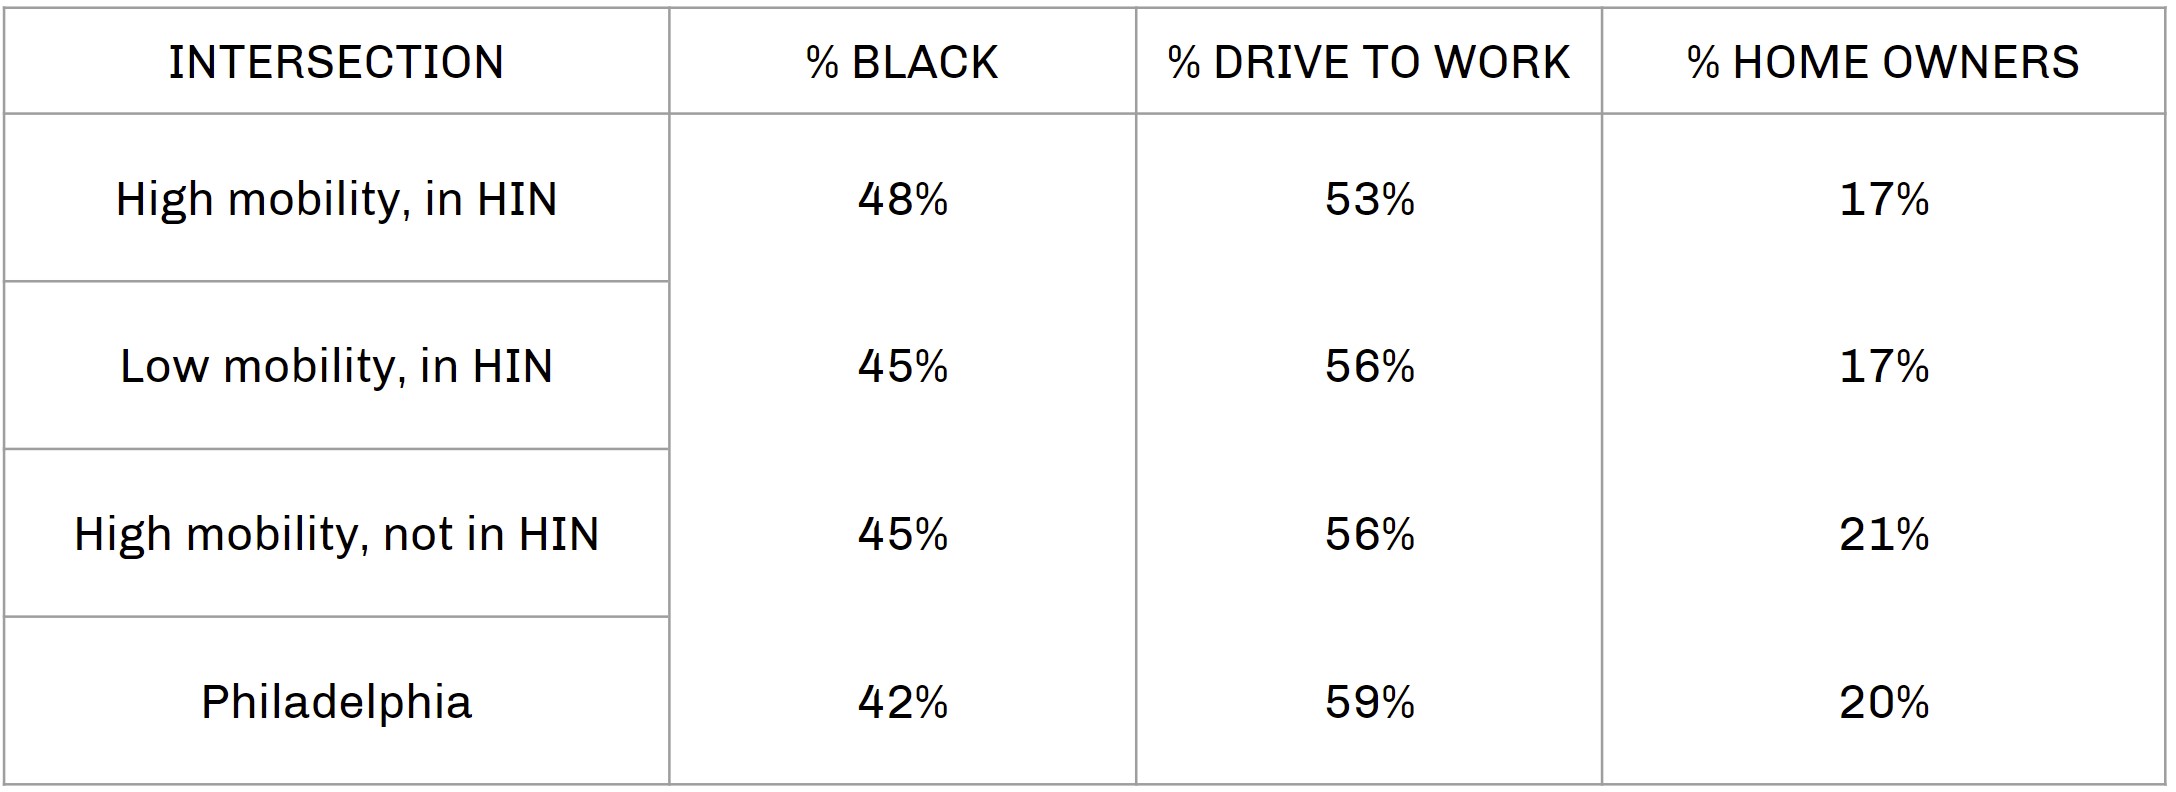 INTERSECTION % BLACK % DRIVE TO WORK % HOME OWNERS
High mobility, in HIN 48% 53% 17%
Low mobility, in HIN 45% 56% 17%
High mobility, not in HIN 45% 56% 21%
Philadelphia 42% 59% 20%